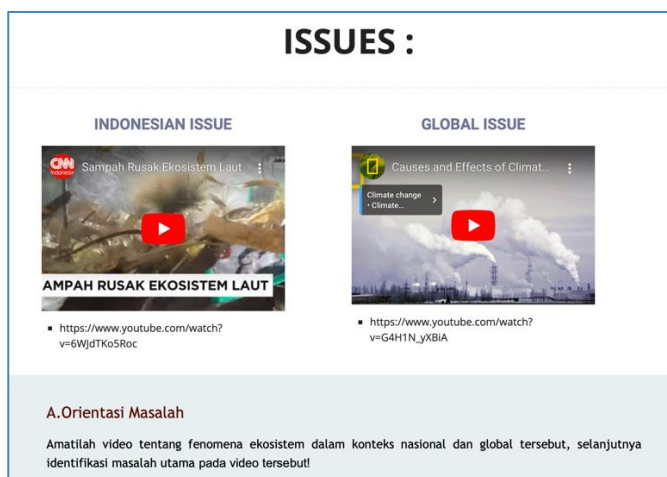 ISSUES :
INDONESIAN ISSUE
GLOBAL ISSUE
CNN
Indonesia
Sampah Rusak Ekosistem Laut
AMPAH RUSAK EKOSISTEM LAUT
Causes and Effects of Climat...
Climate change
• Climate...
▪ https://www.youtube.com/watch?
v=6WJdTKo5Roc
▪ https://www.youtube.com/watch?
v=G4H1N_yXBiA
A.Orientasi Masalah
Amatilah video tentang fenomena ekosistem dalam konteks nasional dan global tersebut, selanjutnya
identifikasi masalah utama pada video tersebut!